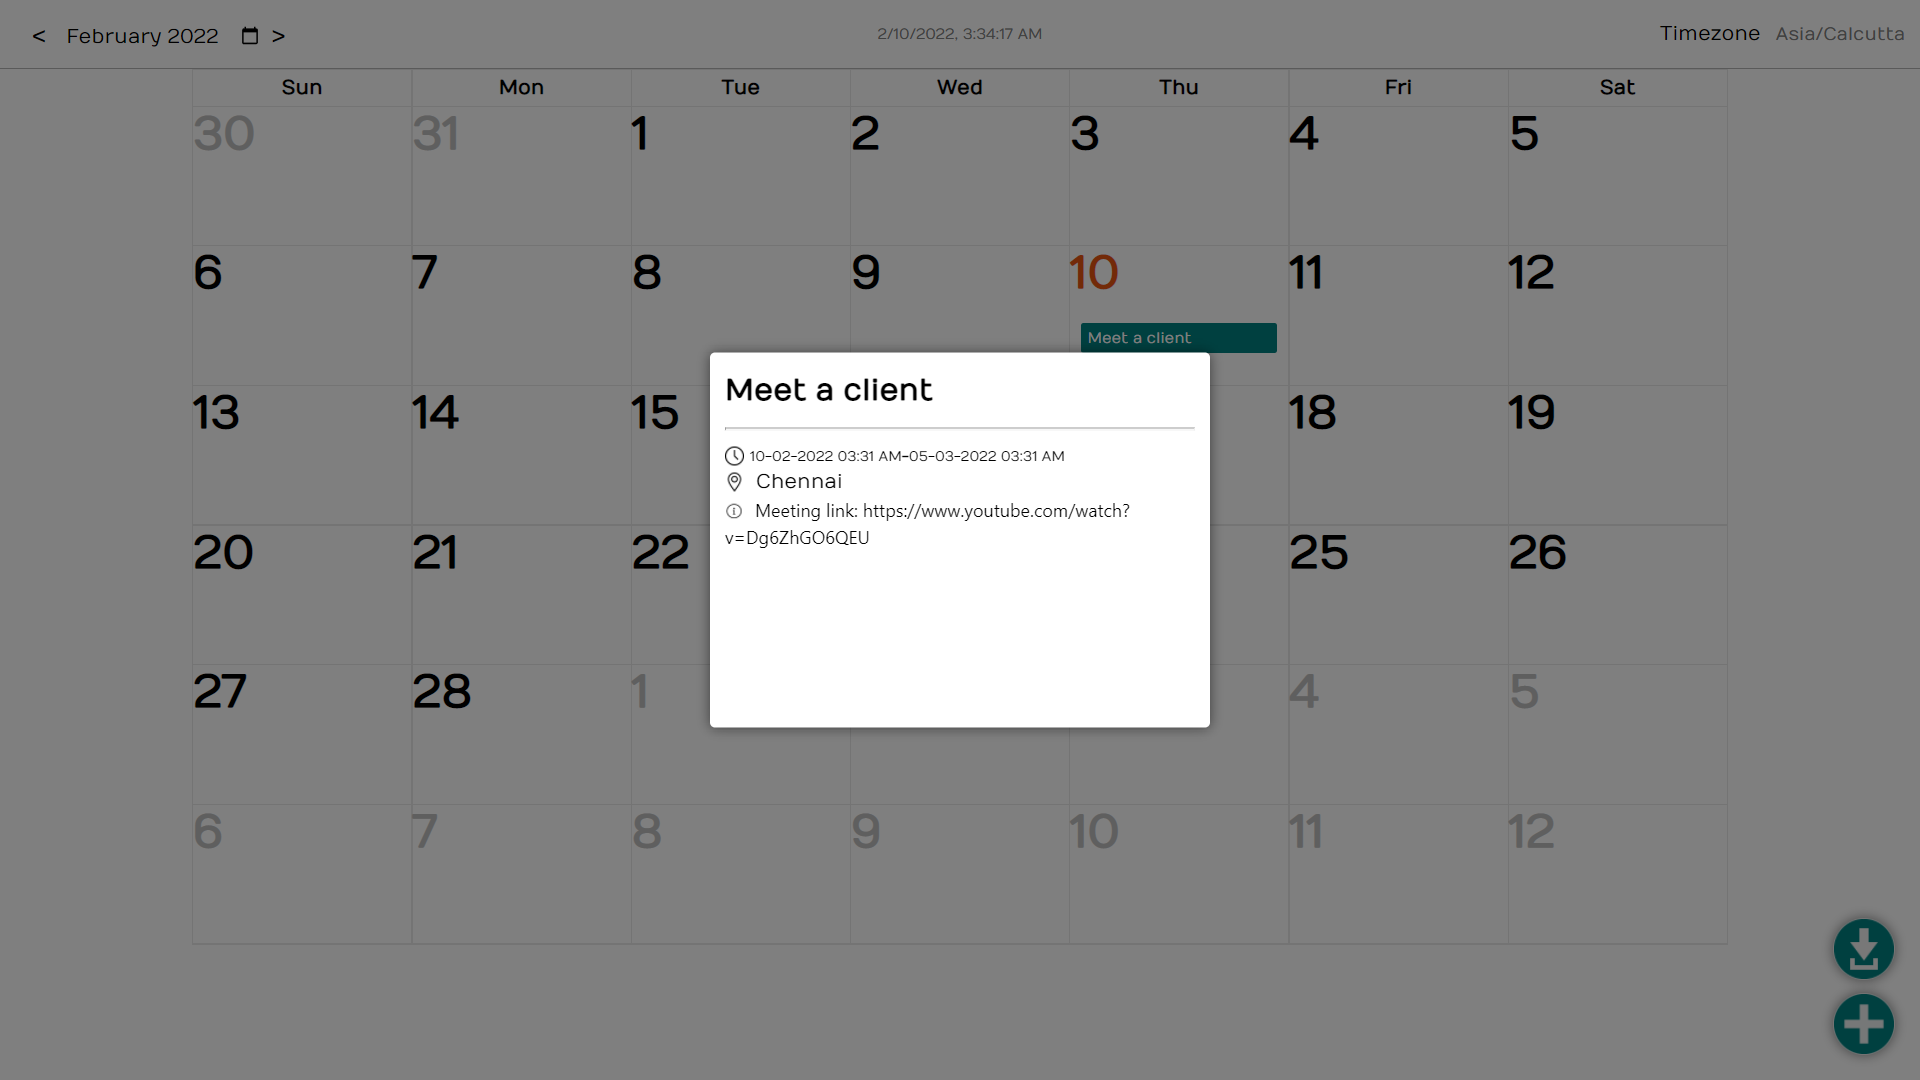 < February 2022 >
2/10/2022, 3:34:17 AM
Timezone Asia/Calcutta
Sun Mon Tue Wed Thu Fri Sat
30 31 1 2 3 4 5
6 7 8 9 10 11 12
Meet a client
Meet a client
13 14 15 18 19
10-02-2022 03:31 AM-05-03-2022 03:31 AM
Chennai
Meeting link: https://www.youtube.com/watch?
v=Dg6ZhGO6QEU
20 21 22 25 26
27 28 1 4 5
6 7 8 9 10 11 12